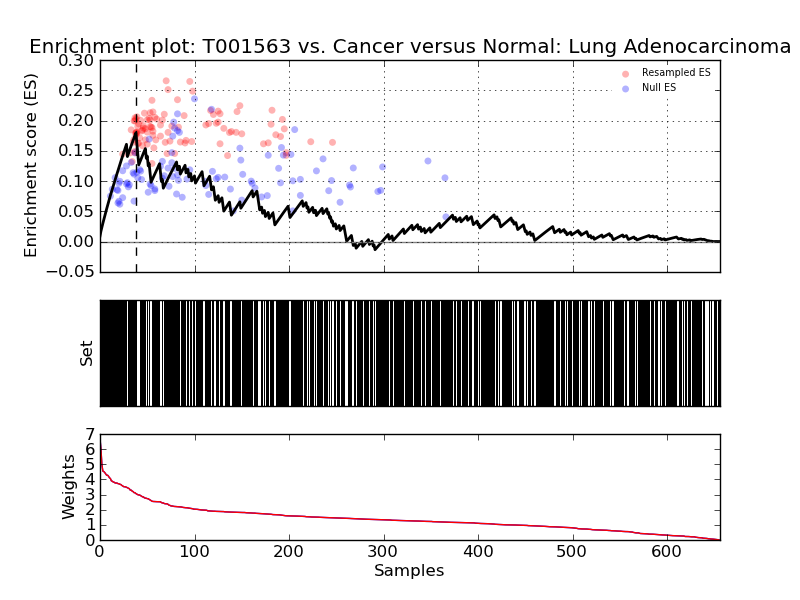 Enrichment plot: T001563 vs. Cancer versus Normal: Lung Adenocarcinoma
0.30
0.25
0.20
0.15
0.10
0.05
0.00
−0.05
Enrichment score (ES)
Resampled ES
Null ES
Set
7
6
5
4
3
2
1
0
Weights
0 100 200 300 400 500 600
Samples